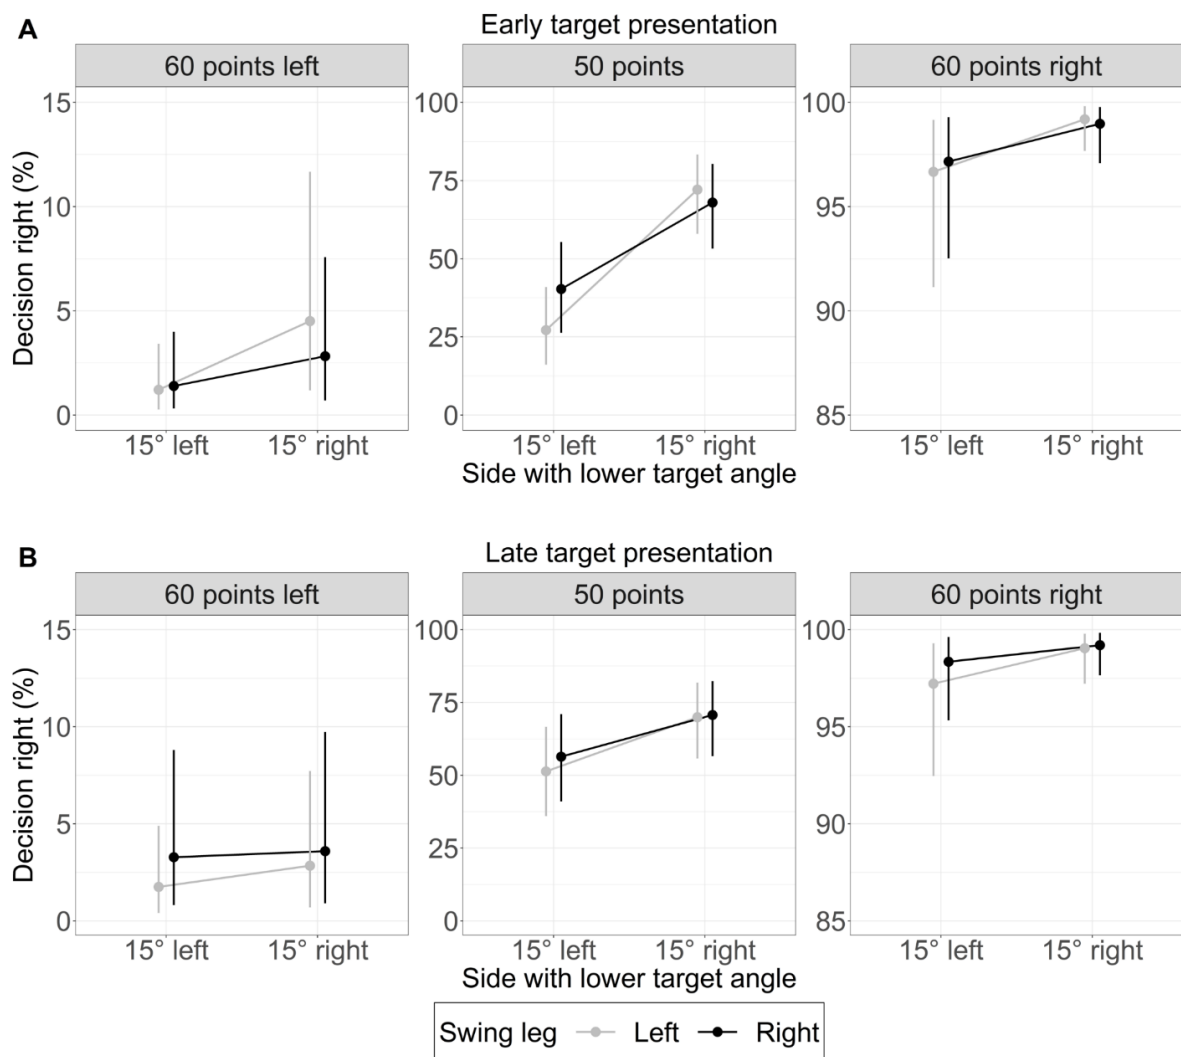 A
Early target presentation
60 points left
50 points
60 points right
Decision right (%)
15
10
5
0
100
75
50
25
0
100
95
90
85
15° left
15° right
15° left
15° right
15° left
15° right
Side with lower target angle
B
Late target presentation
60 points left
50 points
60 points right
Decision right (%)
15
10
5
0
100
75
50
25
0
100
95
90
85
15° left
15° right
15° left
15° right
15° left
15° right
Side with lower target angle
Swing leg Left Right